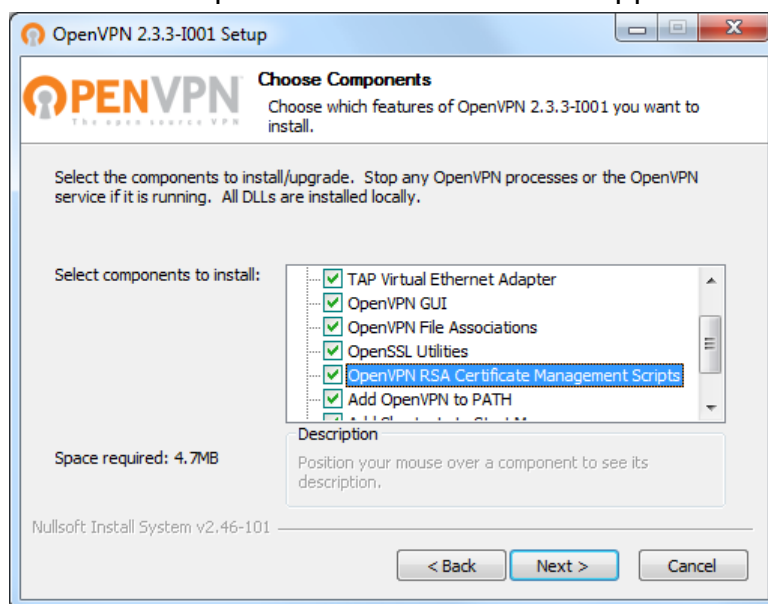 OpenVPN 2.3.3-I001 Setup
OPENVPN
The open source VPN
Choose Components
Choose which features of OpenVPN 2.3.3-I001 you want to
install.
Select the components to install/upgrade. Stop any OpenVPN processes or the OpenVPN
service if it is running. All DLLs are installed locally.
Select components to install:
TAP Virtual Ethernet Adapter
OpenVPN GUI
OpenVPN File Associations
OpenSSL Utilities
OpenVPN RSA Certificate Management Scripts
Add OpenVPN to PATH
Description
Position your mouse over a component to see its
description.
Space required: 4.7MB
Nullsoft Install System v2.46-101
< Back
Next >
Cancel